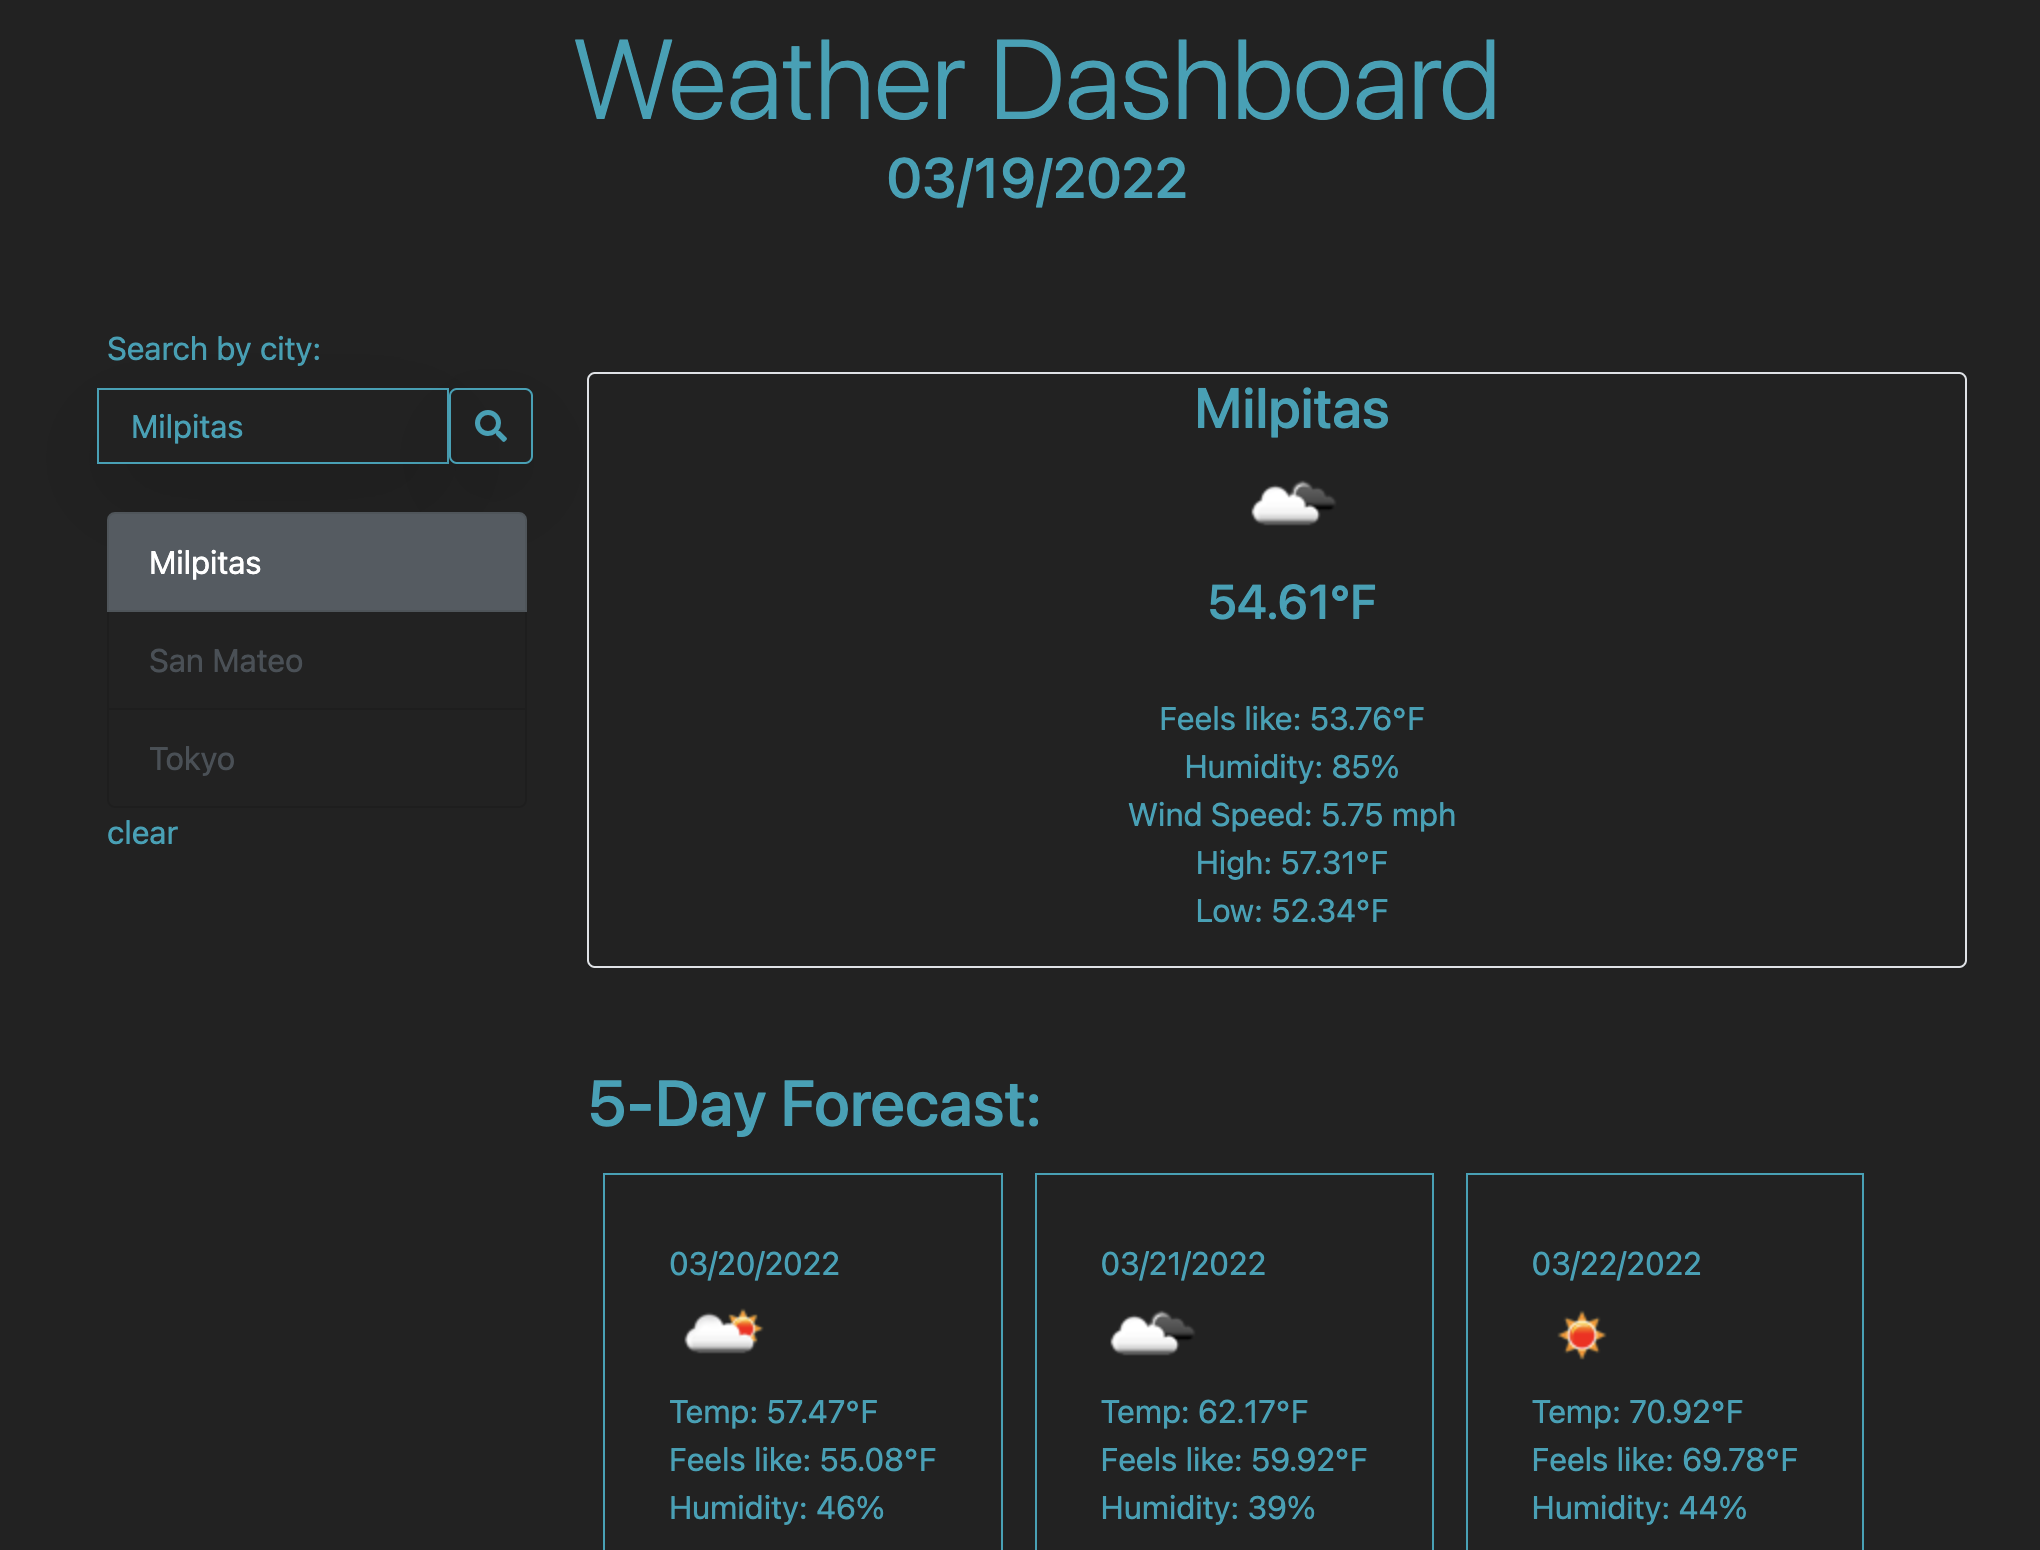 Weather Dashboard
03/19/2022
Search by city:
Milpitas
Milpitas
San Mateo
Tokyo
clear
Milpitas
54.61°F
Feels like: 53.76°F
Humidity: 85%
Wind Speed: 5.75 mph
High: 57.31°F
Low: 52.34°F
5-Day Forecast:
03/20/2022
Temp: 57.47°F
Feels like: 55.08°F
Humidity: 46%
03/21/2022
Temp: 62.17°F
Feels like: 59.92°F
Humidity: 39%
03/22/2022
Temp: 70.92°F
Feels like: 69.78°F
Humidity: 44%